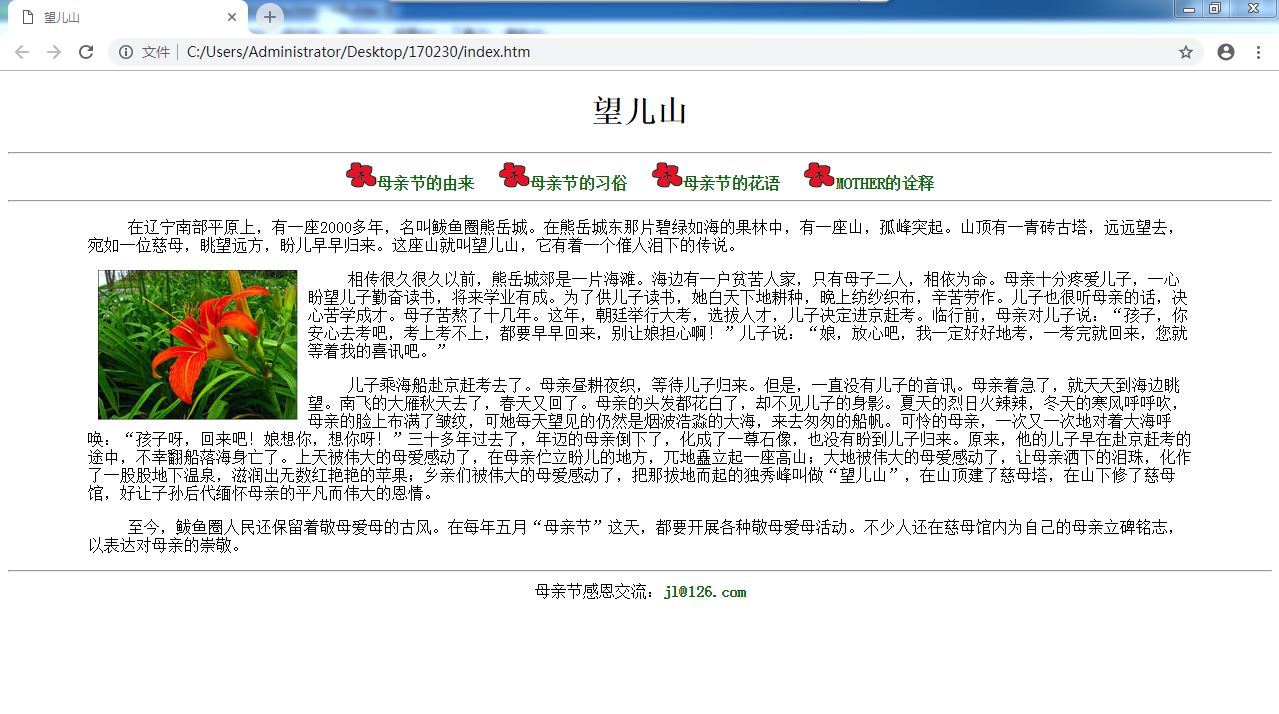 望儿山
文件
C:/Users/Administrator/Desktop/170230/index.htm
望儿山
母亲节的由来 母亲节的习俗 母亲节的花语 MOTHER的诠释
在辽宁南部平原上，有一座2000多年，名叫鲅鱼圈熊岳城。在熊岳城东那片碧绿如海的果林中，有一座山，孤峰突起。山顶有一青砖古塔，远远望去，
宛如一位慈母，眺望远方，盼儿早早归来。这座山就叫望儿山，它有着一个催人泪下的传说。
相传很久很久以前，熊岳城郊是一片海滩。海边有一户贫苦人家，只有母子二人，相依为命。母亲十分疼爱儿子，一心
盼望儿子勤奋读书，将来学业有成。为了供儿子读书，她白天下地耕种，晚上纺纱织布，辛苦劳作。儿子也很听母亲的话，决
心苦学成才。母子苦熬了十几年。这年，朝廷举行大考，选拔人才，儿子决定进京赶考。临行前，母亲对儿子说：“孩子，你
安心去考吧，考上考不上，都要早早回来，别让娘担心啊！”儿子说：“娘，放心吧，我一定好好地考，一考完就回来，您就
等着我的喜讯吧。”
儿子乘海船赴京赶考去了。母亲昼耕夜织，等待儿子归来。但是，一直没有儿子的音讯。母亲着急了，就天天到海边眺
望。南飞的大雁秋天去了，春天又回了。母亲的头发都花白了，却不见儿子的身影。夏天的烈日火辣辣，冬天的寒风呼呼吹，
母亲的脸上布满了皱纹，可她每天望见的仍然是烟波浩淼的大海，来去匆匆的船帆。可怜的母亲，一次又一次地对着大海呼
唤：“孩子呀，回来吧！娘想你，想你呀！”三十多年过去了，年迈的母亲倒下了，化成了一尊石像，也没有盼到儿子归来。原来，他的儿子早在赴京赶考的
途中，不幸翻船落海身亡了。上天被伟大的母爱感动了，在母亲伫立盼儿的地方，兀地矗立起一座高山；大地被伟大的母爱感动了，让母亲洒下的泪珠，化作
了一股股地下温泉，滋润出无数红艳艳的苹果；乡亲们被伟大的母爱感动了，把那拔地而起的独秀峰叫做“望儿山”，在山顶建了慈母塔，在山下修了慈母
馆，好让子孙后代缅怀母亲的平凡而伟大的恩情。
至今，鲅鱼圈人民还保留着敬母爱母的古风。在每年五月“母亲节”这天，都要开展各种敬母爱母活动。不少人还在慈母馆内为自己的母亲立碑铭志，
以表达对母亲的崇敬。
母亲节感恩交流：jl@126.com